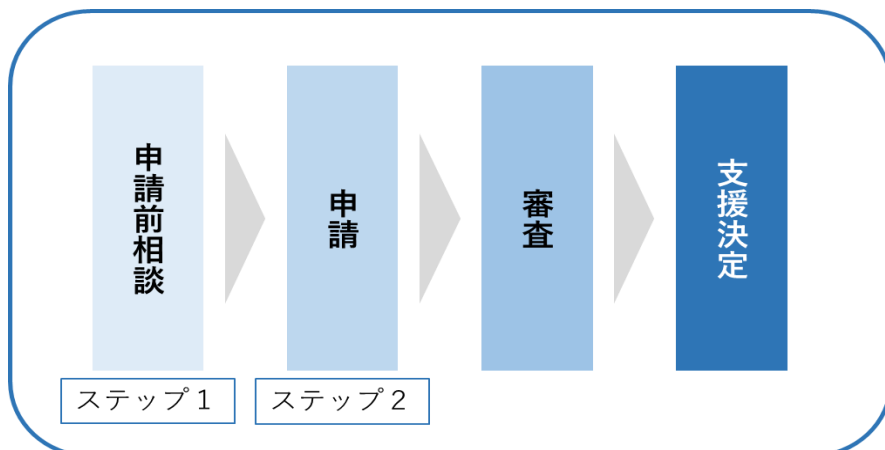 申請前相談
申請
審査
支援決定
ステップ１
ステップ２